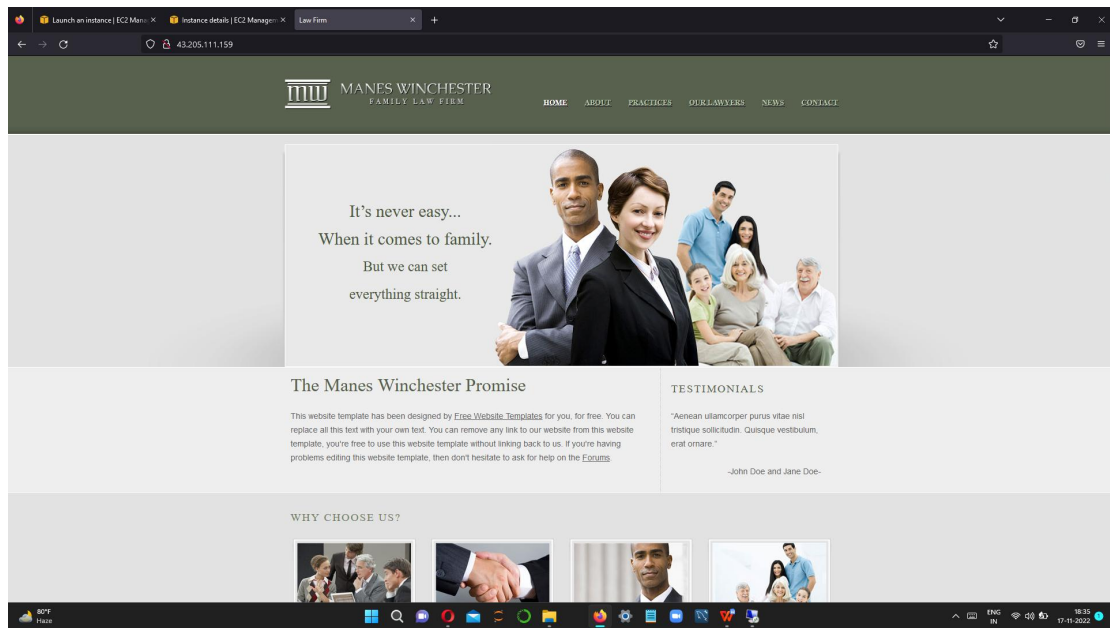 Launch an instance | EC2 Mana
Instance details | EC2 Managem
Law Firm
43.205.111.159
MW
MANES WINCHESTER
FAMILY LAW FIRM
HOME ABOUT PRACTICES OUR LAWYERS NEWS CONTACT
It's never easy...
When it comes to family.
But we can set
everything straight.
The Manes Winchester Promise
This website template has been designed by Free Website Templates for you, for free. You can
replace all this text with your own text. You can remove any link to our website from this website
template, you're free to use this website template without linking back to us. If you're having
problems editing this website template, then don't hesitate to ask for help on the Forums.
TESTIMONIALS
"Aenean ullamcorper purus vitae nisl
tristique sollicitudin. Quisque vestibulum,
erat ornare."
-John Doe and Jane Doe-
WHY CHOOSE US?
80°F
Haze
ENG
IN
18:35
17-11-2022
1